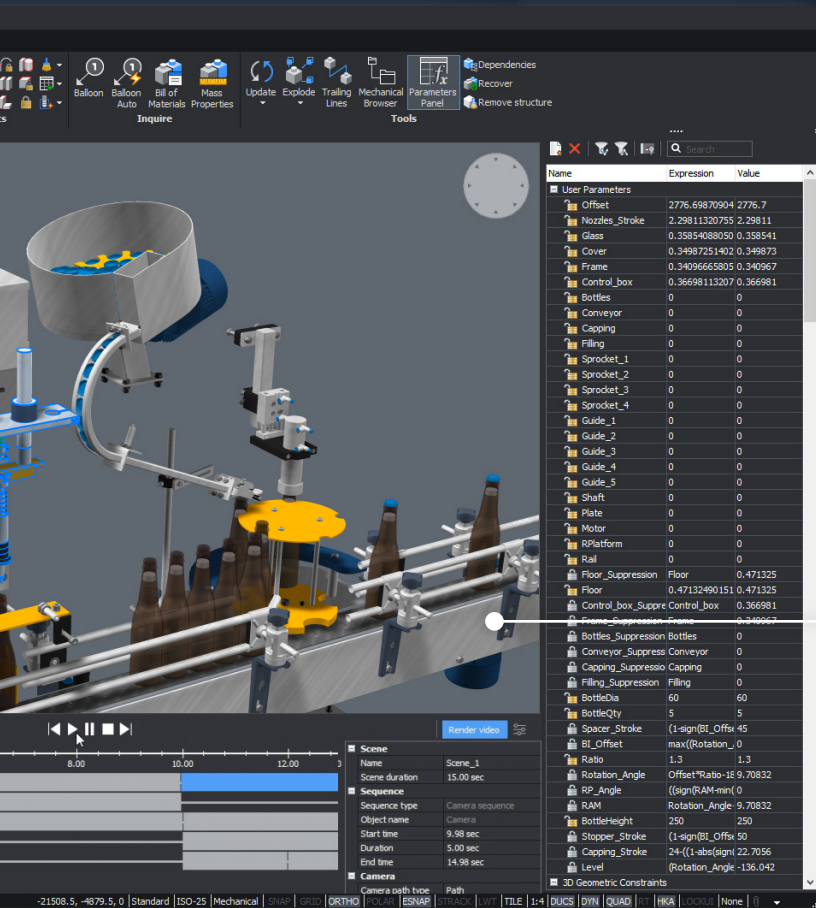 Balloon
Balloon Auto
Bill of Materials
Mass Properties
Inquire
Update
Explode
Trailing Lines
Mechanical Browser
Parameters Panel
Dependencies
Recover
Remove structure
Tools
Search
Name Expression Value
User Parameters
Offset 2776.69870904 2776.7
Nozzles_Stroke 2.29811320755 2.29811
Glass 0.35854088050 0.358541
Cover 0.34987251402 0.349873
Frame 0.34096665805 0.340967
Control_box 0.36698113207 0.366981
Bottles 0 0
Conveyor 0 0
Capping 0 0
Filling 0 0
Sprocket_1 0 0
Sprocket_2 0 0
Sprocket_3 0 0
Sprocket_4 0 0
Guide_1 0 0
Guide_2 0 0
Guide_3 0 0
Guide_4 0 0
Guide_5 0 0
Shaft 0 0
Plate 0 0
Motor 0 0
RPlatform 0 0
Rail 0 0
Floor_Suppression Floor 0.471325
Floor 0.47132490151 0.471325
Control_box_Suppre Control_box 0.366981
Frame_Suppression Frame 0.340967
Bottles_Suppression Bottles 0
Conveyor_Suppress Conveyor 0
Capping_Suppressio Capping 0
Filling_Suppression Filling 0
BottleDia 60 60
BottleQty 5 5
Spacer_Stroke (1-sign(BI_Offse 45
BI_Offset max((Rotation_ 0
Ratio 1.3 1.3
Rotation_Angle Offset*Ratio-18 9.70832
RP_Angle ((sign(RAM-min( 0
RAM Rotation_Angle- 9.70832
BottleHeight 250 250
Stopper_Stroke (1-sign(BI_Offse 50
Capping_Stroke 24-((1-abs(sign( 22.7056
Level (Rotation_Angle -136.042
3D Geometric Constraints
Render video
8.00 10.00 12.00
Scene
Name Scene_1
Scene duration 15.00 sec
Sequence
Sequence type Camera sequence
Object name Camera
Start time 9.98 sec
Duration 5.00 sec
End time 14.98 sec
Camera
Camera path type Path
-21508.5, -4879.5, 0 Standard ISO-25 Mechanical SNAP GRID ORTHO POLAR ESNAP STRACK LWT TILE 1:4 DUCS DYN QUAD RT HKA LOCKUI None